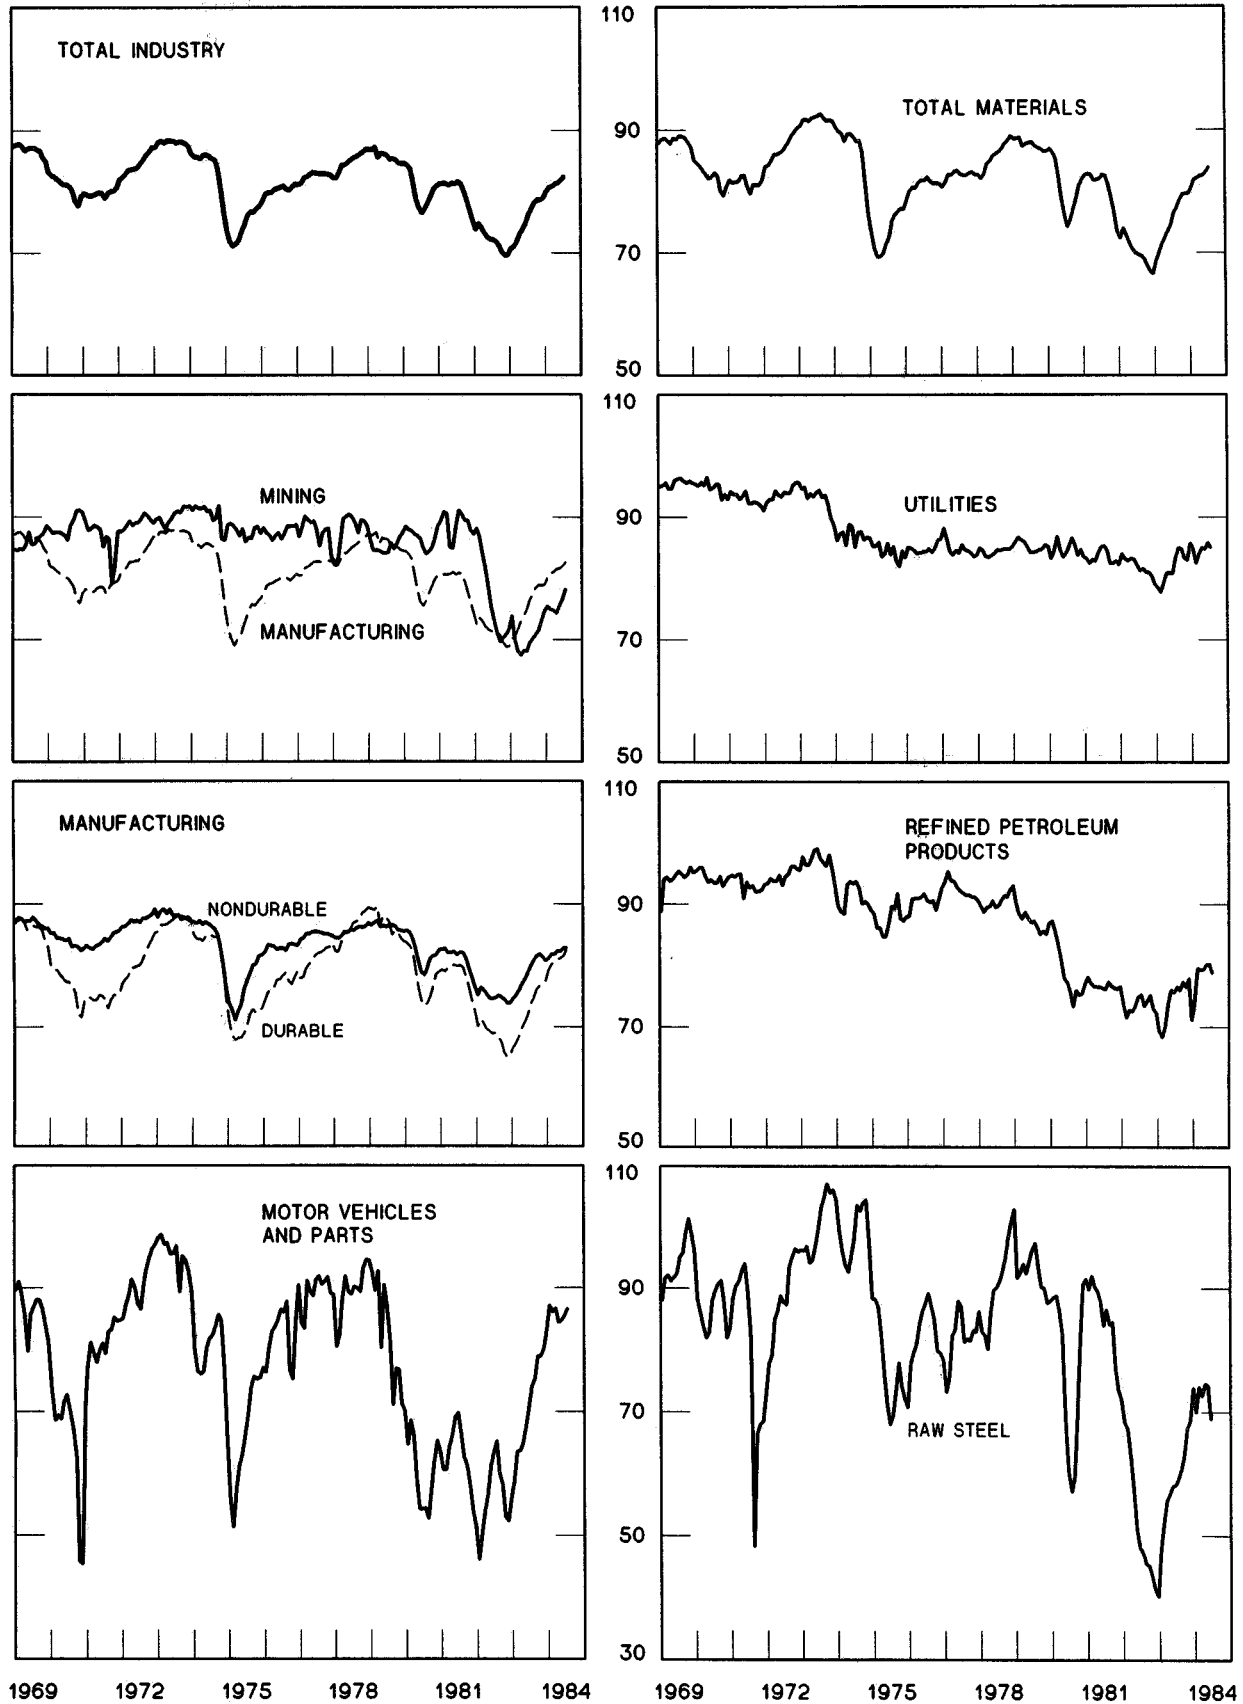 TOTAL INDUSTRY
110
TOTAL MATERIALS
90
70
50
MINING
MANUFACTURING
110
UTILITIES
90
70
50
MANUFACTURING
NONDURABLE
DURABLE
110
REFINED PETROLEUM
PRODUCTS
90
70
50
MOTOR VEHICLES
AND PARTS
110
90
70
RAW STEEL
50
30
1969 1972 1975 1978 1981 1984
1969 1972 1975 1978 1981 1984